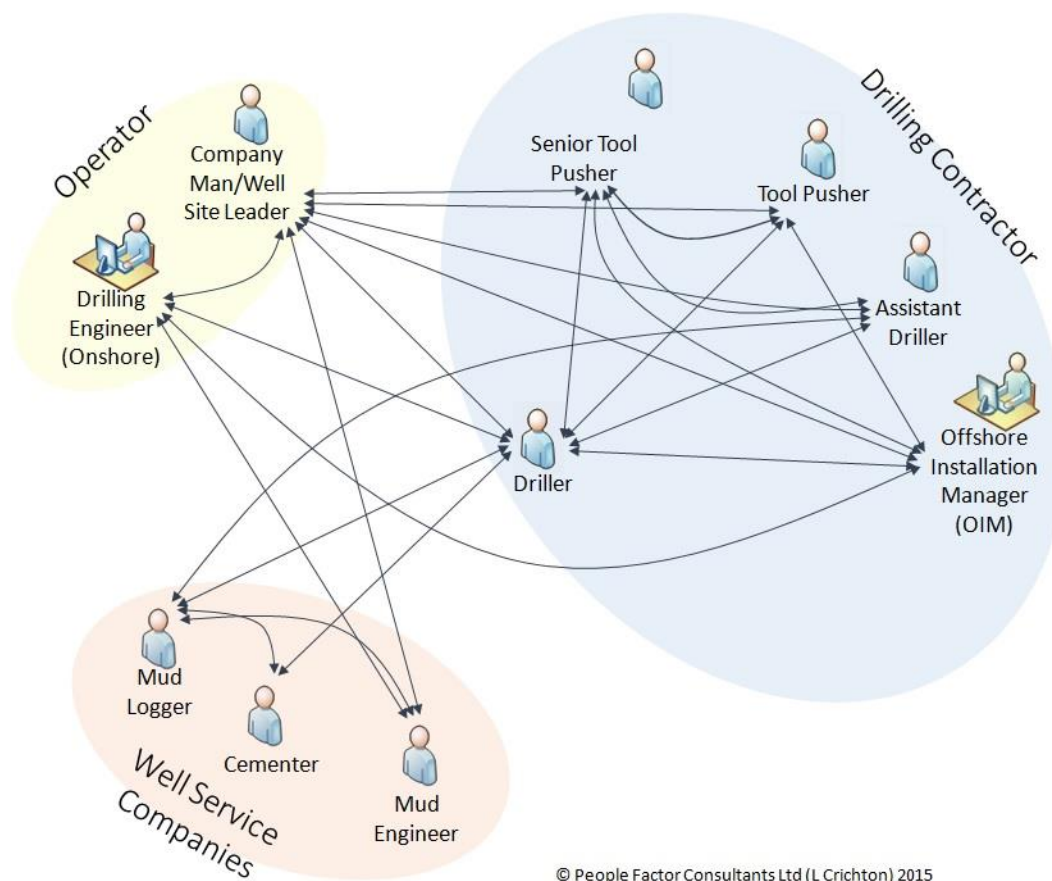 Operator
Company
Man/Well
Site Leader
Drilling
Engineer
(Onshore)
Drilling Contractor
Senior Tool
Pusher
Tool Pusher
Assistant
Driller
Offshore
Installation
Manager
(OIM)
Driller
Mud
Logger
Cementer
Mud
Engineer
Well Service
Companies
© People Factor Consultants Ltd (L Crichton) 2015